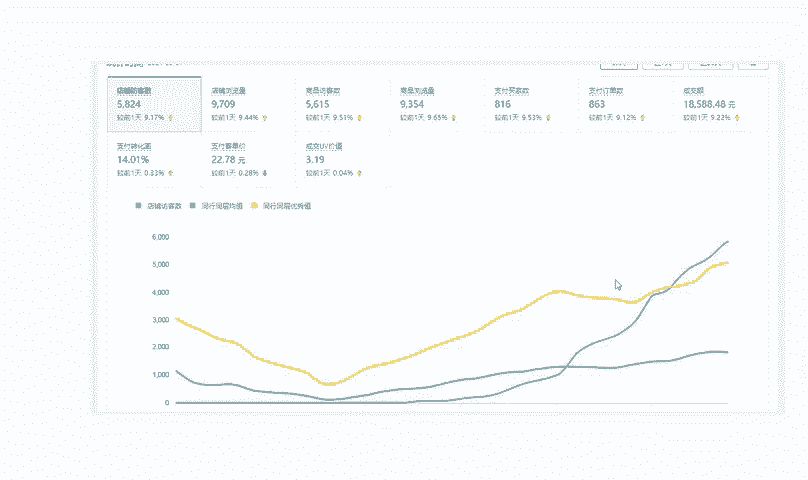 店铺访客数 店铺浏览量 商品访客数 商品浏览量 支付买家数 支付订单数 成交额
5,824 9,709 5,615 9,354 816 863 18,588.48 元
较前1天 9.17% 较前1天 9.44% 较前1天 9.51% 较前1天 9.65% 较前1天 9.53% 较前1天 9.12% 较前1天 9.22%
支付转化率 支付客单价 成交UV价值
14.01% 22.78 元 3.19
较前1天 0.33% 较前1天 0.28% 较前1天 0.04%
店铺访客数 同行同层均值 同行同层优秀值
6,000
5,000
4,000
3,000
2,000
1,000
0